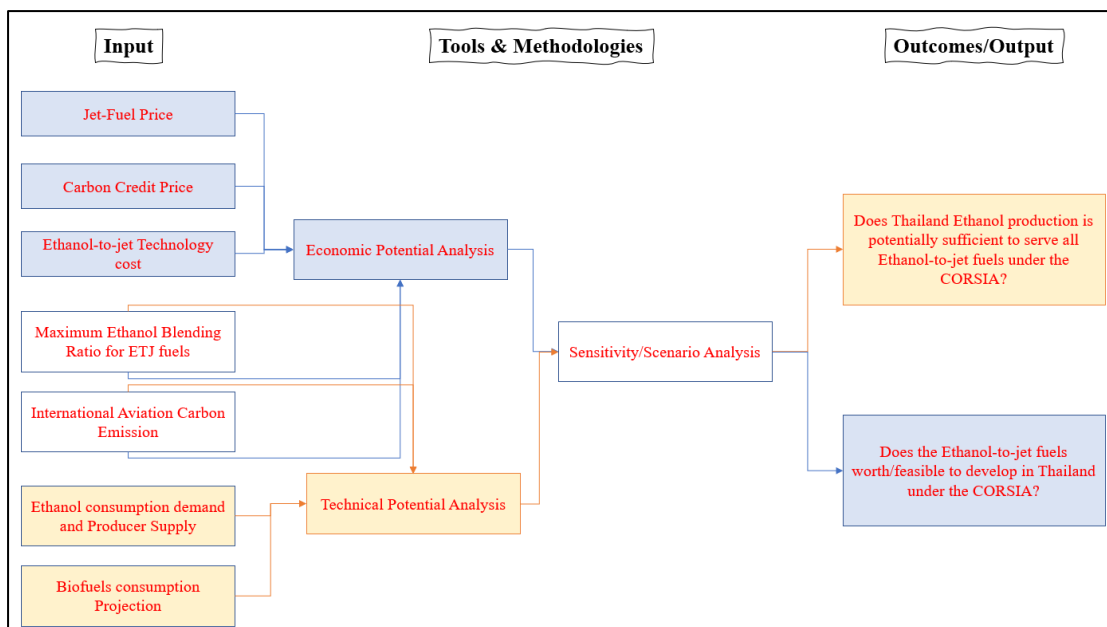 Input
Tools & Methodologies
Outcomes/Output
Jet-Fuel Price
Carbon Credit Price
Ethanol-to-jet Technology
cost
Maximum Ethanol Blending
Ratio for ETJ fuels
International Aviation Carbon
Emission
Ethanol consumption demand
and Producer Supply
Biofuels consumption
Projection
Economic Potential Analysis
Technical Potential Analysis
Sensitivity/Scenario Analysis
Does Thailand Ethanol production is
potentially sufficient to serve all
Ethanol-to-jet fuels under the
CORSIA?
Does the Ethanol-to-jet fuels
worth/feasible to develop in Thailand
under the CORSIA?